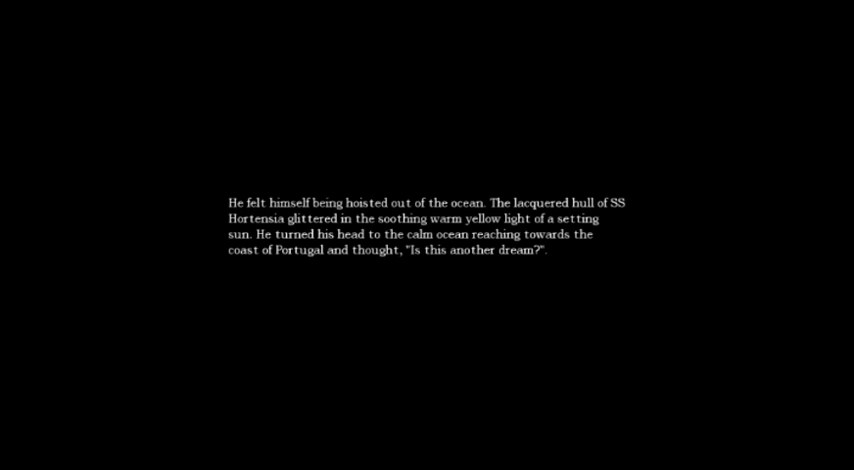 He felt himself being hoisted out of the ocean. The lacquered hull of SS
Hortensia glittered in the soothing warm yellow light of a setting
sun. He turned his head to the calm ocean reaching towards the
coast of Portugal and thought, "Is this another dream?".